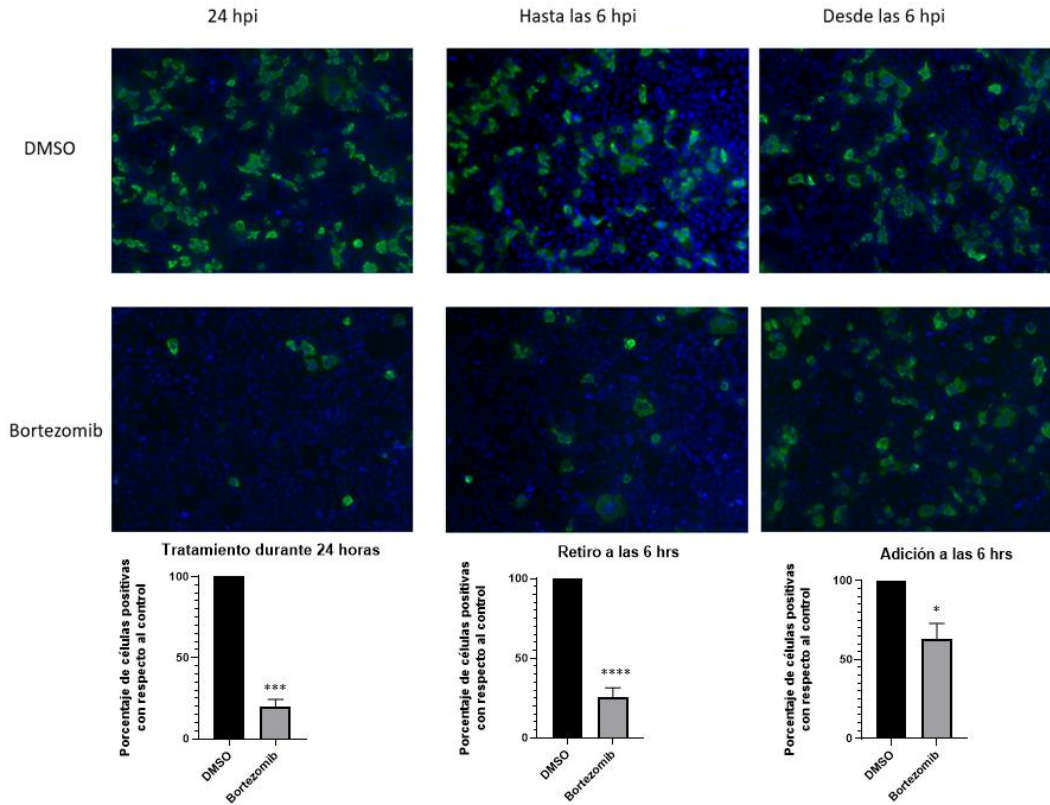 24 hpi
Hasta las 6 hpi
Desde las 6 hpi
DMSO
Bortezomib
Tratamiento durante 24 horas
Porcentaje de células positivas
con respecto al control
100
50
0
***
DMSO
Bortezomib
Retiro a las 6 hrs
Porcentaje de células positivas
con respecto al control
100
50
0
****
DMSO
Bortezomib
Adición a las 6 hrs
Porcentaje de células positivas
con respecto al control
100
50
0
*
DMSO
Bortezomib